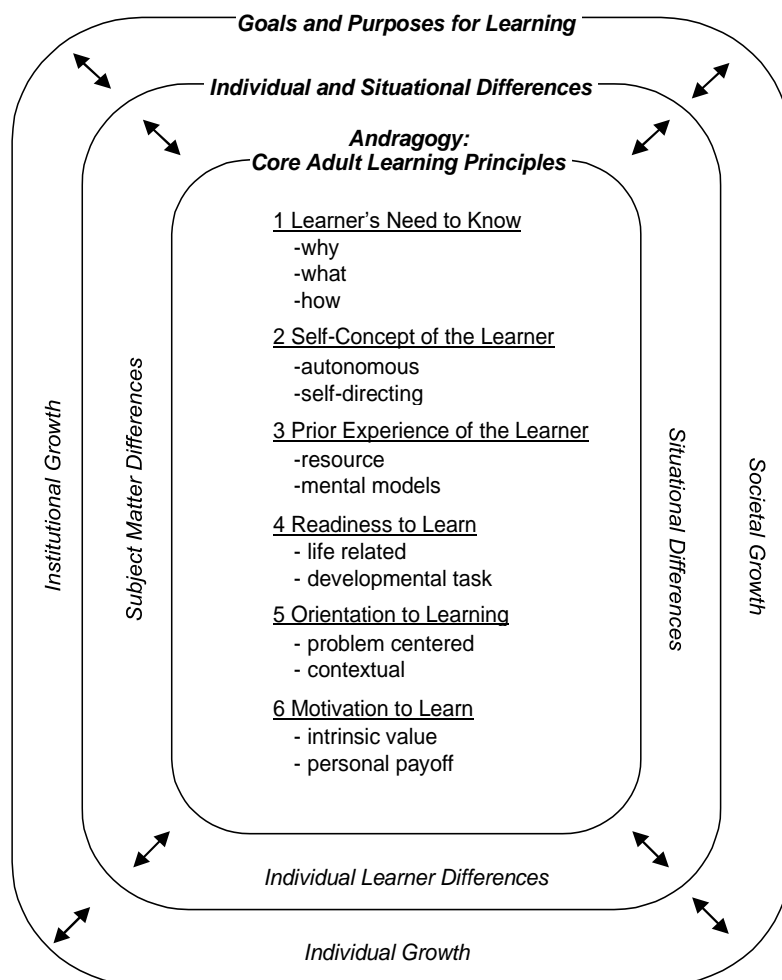 Goals and Purposes for Learning
Individual and Situational Differences
Andragogy:
Core Adult Learning Principles
1 Learner's Need to Know
-why
-what
-how
2 Self-Concept of the Learner
-autonomous
-self-directing
3 Prior Experience of the Learner
-resource
-mental models
4 Readiness to Learn
- life related
- developmental task
5 Orientation to Learning
- problem centered
- contextual
6 Motivation to Learn
- intrinsic value
- personal payoff
Institutional Growth
Subject Matter Differences
Situational Differences
Societal Growth
Individual Learner Differences
Individual Growth